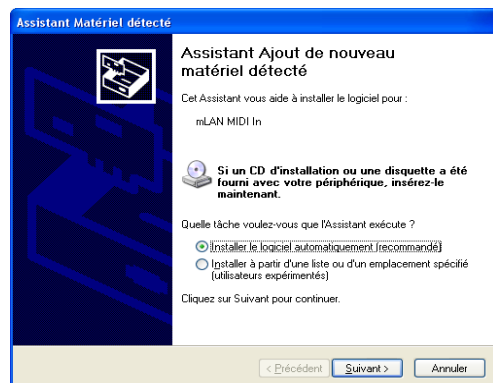 Assistant Matériel détecté
Assistant Ajout de nouveau
matériel détecté
Cet Assistant vous aide à installer le logiciel pour :
mLAN MIDI In
Si un CD d'installation ou une disquette a été
fourni avec votre périphérique, insérez-le
maintenant.
Quelle tâche voulez-vous que l'Assistant exécute ?
Installer le logiciel automatiquement (recommandé)
Installer à partir d'une liste ou d'un emplacement spécifié
(utilisateurs expérimentés)
Cliquez sur Suivant pour continuer.
< Précédent Suivant > Annuler